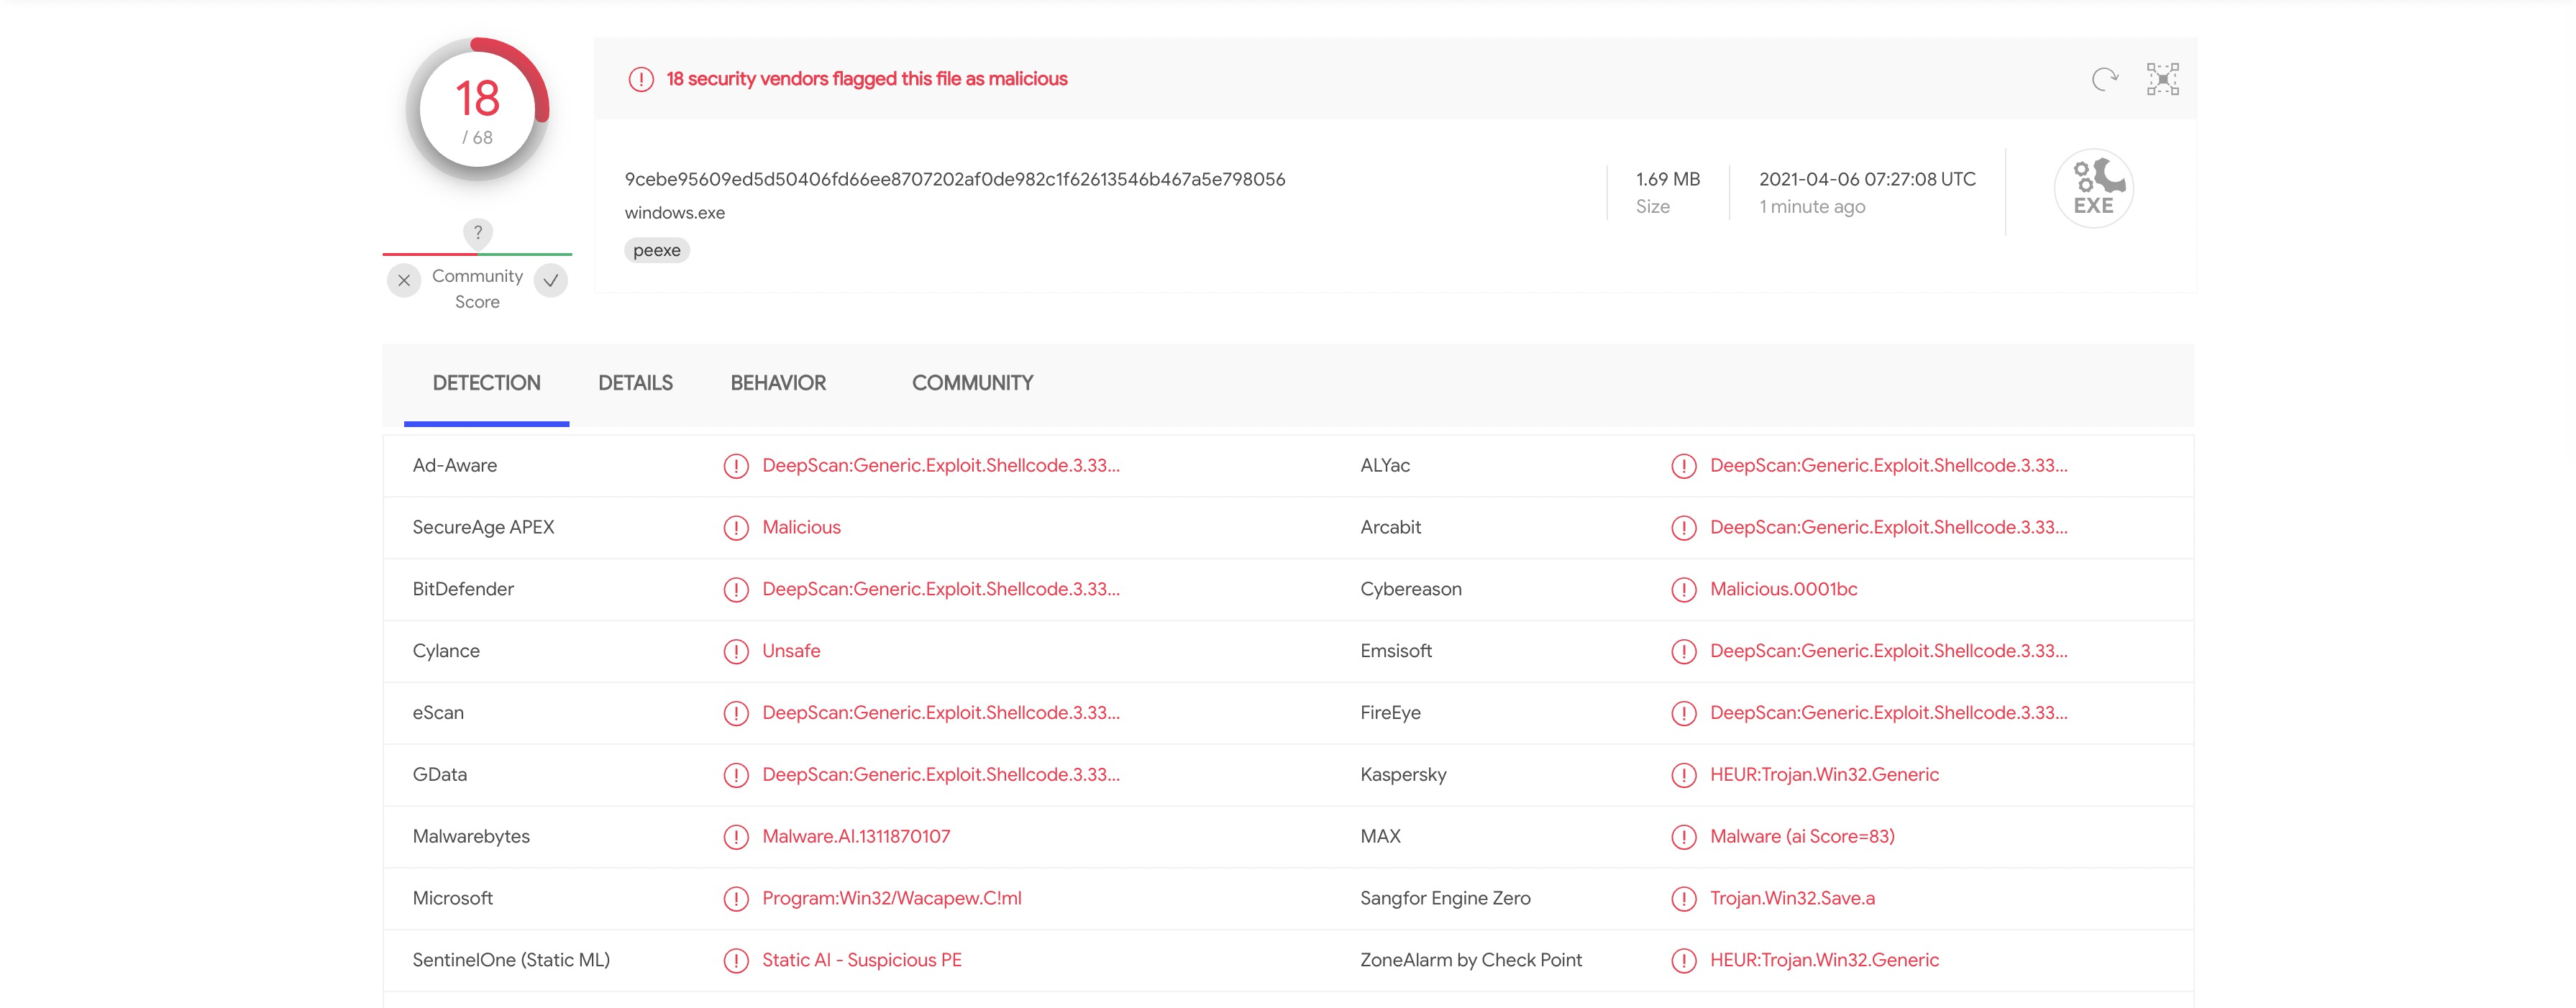 18
/ 68
18 security vendors flagged this file as malicious
9cebe95609ed5d50406fd66ee8707202af0de982c1f62613546b467a5e798056
windows.exe
peexe
1.69 MB
Size
2021-04-06 07:27:08 UTC
1 minute ago
EXE
?
Community
Score
DETECTION DETAILS BEHAVIOR COMMUNITY
Ad-Aware DeepScan:Generic.Exploit.Shellcode.3.33... ALYac DeepScan:Generic.Exploit.Shellcode.3.33...
SecureAge APEX Malicious Arcabit DeepScan:Generic.Exploit.Shellcode.3.33...
BitDefender DeepScan:Generic.Exploit.Shellcode.3.33... Cybereason Malicious.0001bc
Cylance Unsafe Emsisoft DeepScan:Generic.Exploit.Shellcode.3.33...
eScan DeepScan:Generic.Exploit.Shellcode.3.33... FireEye DeepScan:Generic.Exploit.Shellcode.3.33...
GData DeepScan:Generic.Exploit.Shellcode.3.33... Kaspersky HEUR:Trojan.Win32.Generic
Malwarebytes Malware.AI.1311870107 MAX Malware (ai Score=83)
Microsoft Program:Win32/Wacapew.C!ml Sangfor Engine Zero Trojan.Win32.Save.a
SentinelOne (Static ML) Static AI - Suspicious PE ZoneAlarm by Check Point HEUR:Trojan.Win32.Generic